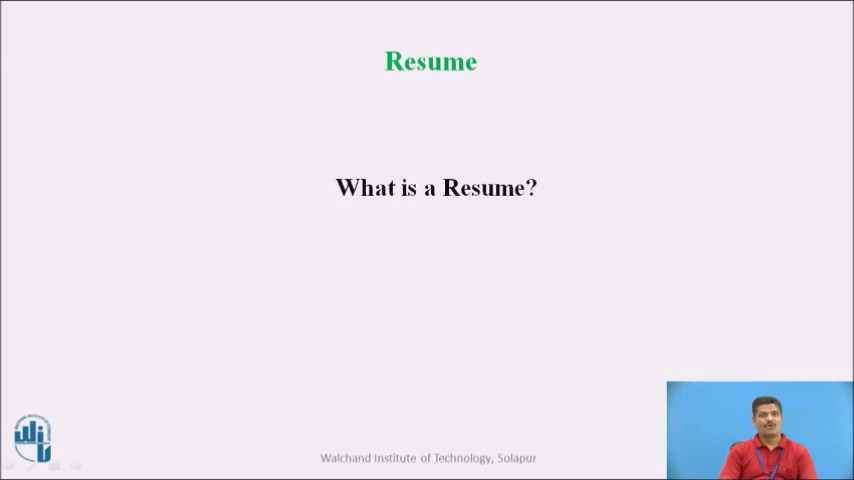 Resume
What is a Resume?
Walchand Institute of Technology, Solapur